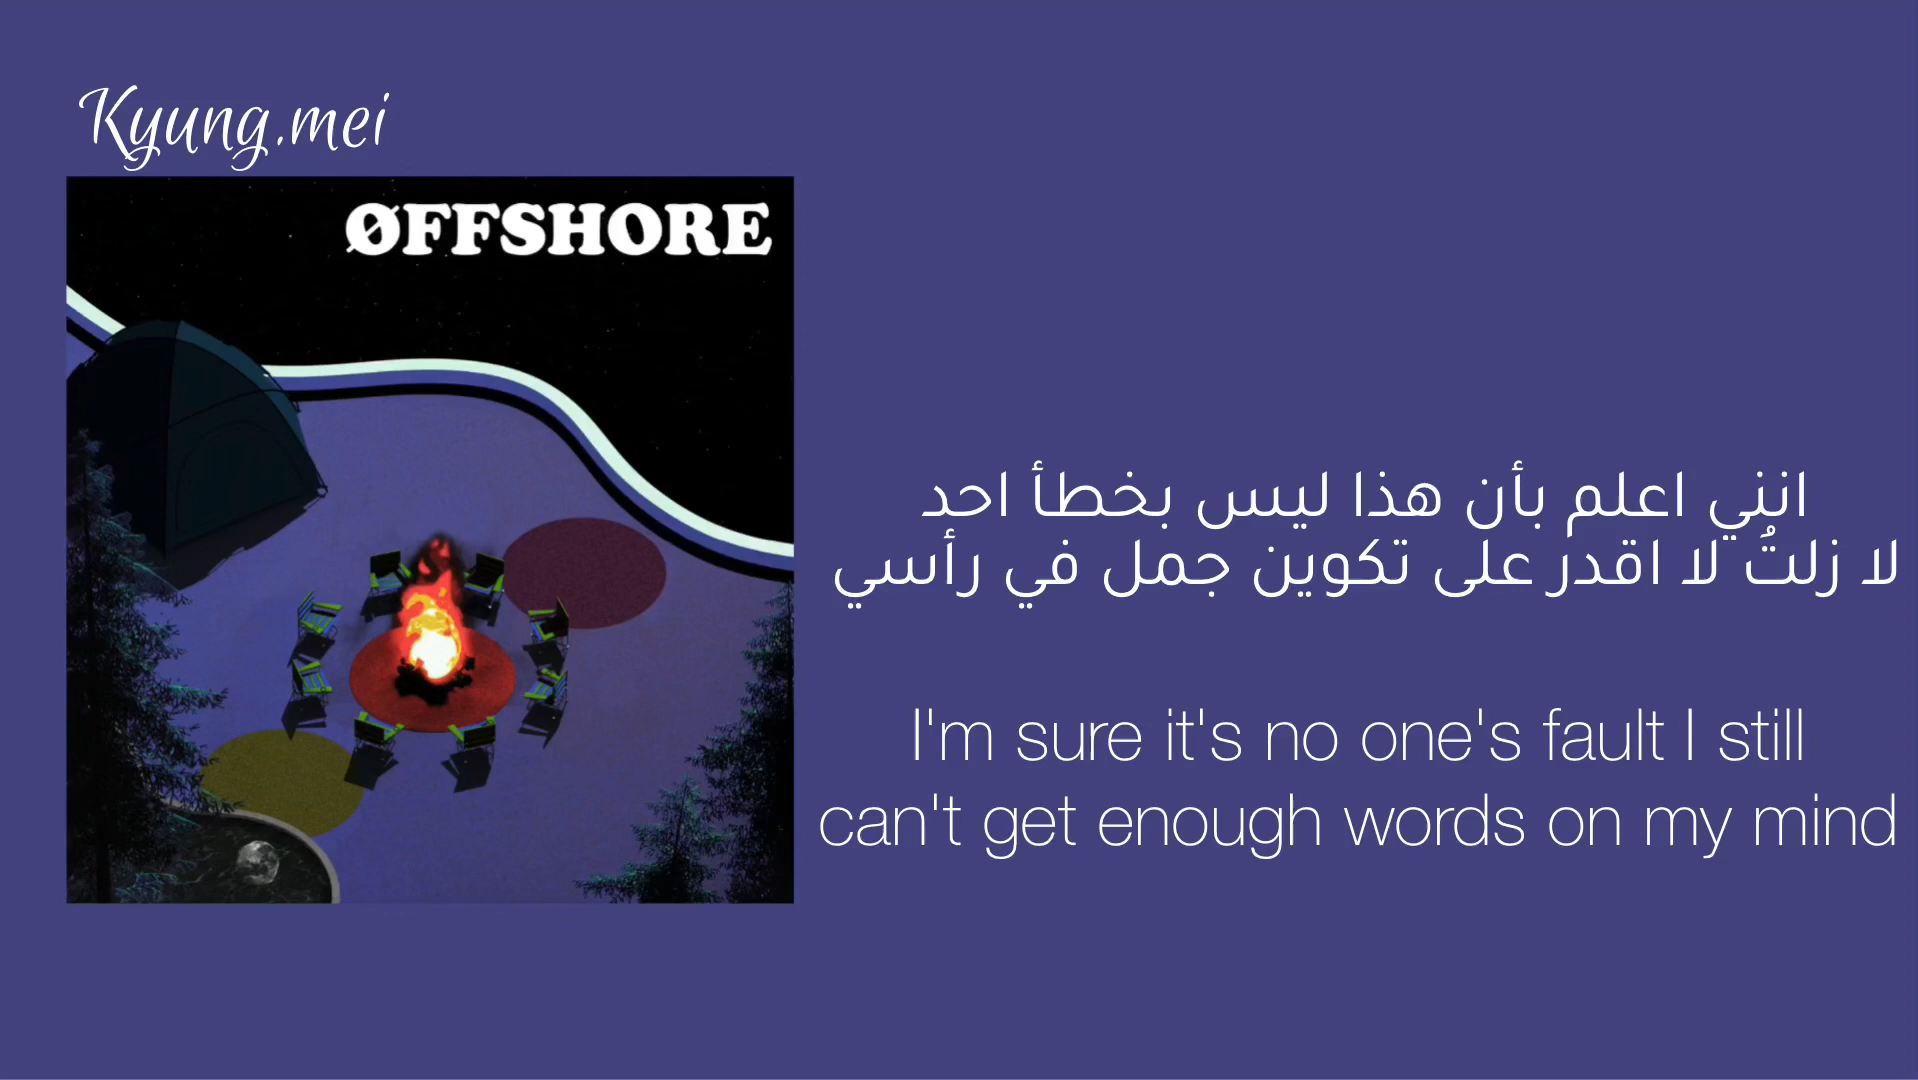 Kyung.mei
ØFFSHORE
انني اعلم بأن هذا ليس بخطأ احد
لا زلتُ لا اقدر على تكوين جمل في رأسي
I'm sure it's no one's fault I still
can't get enough words on my mind